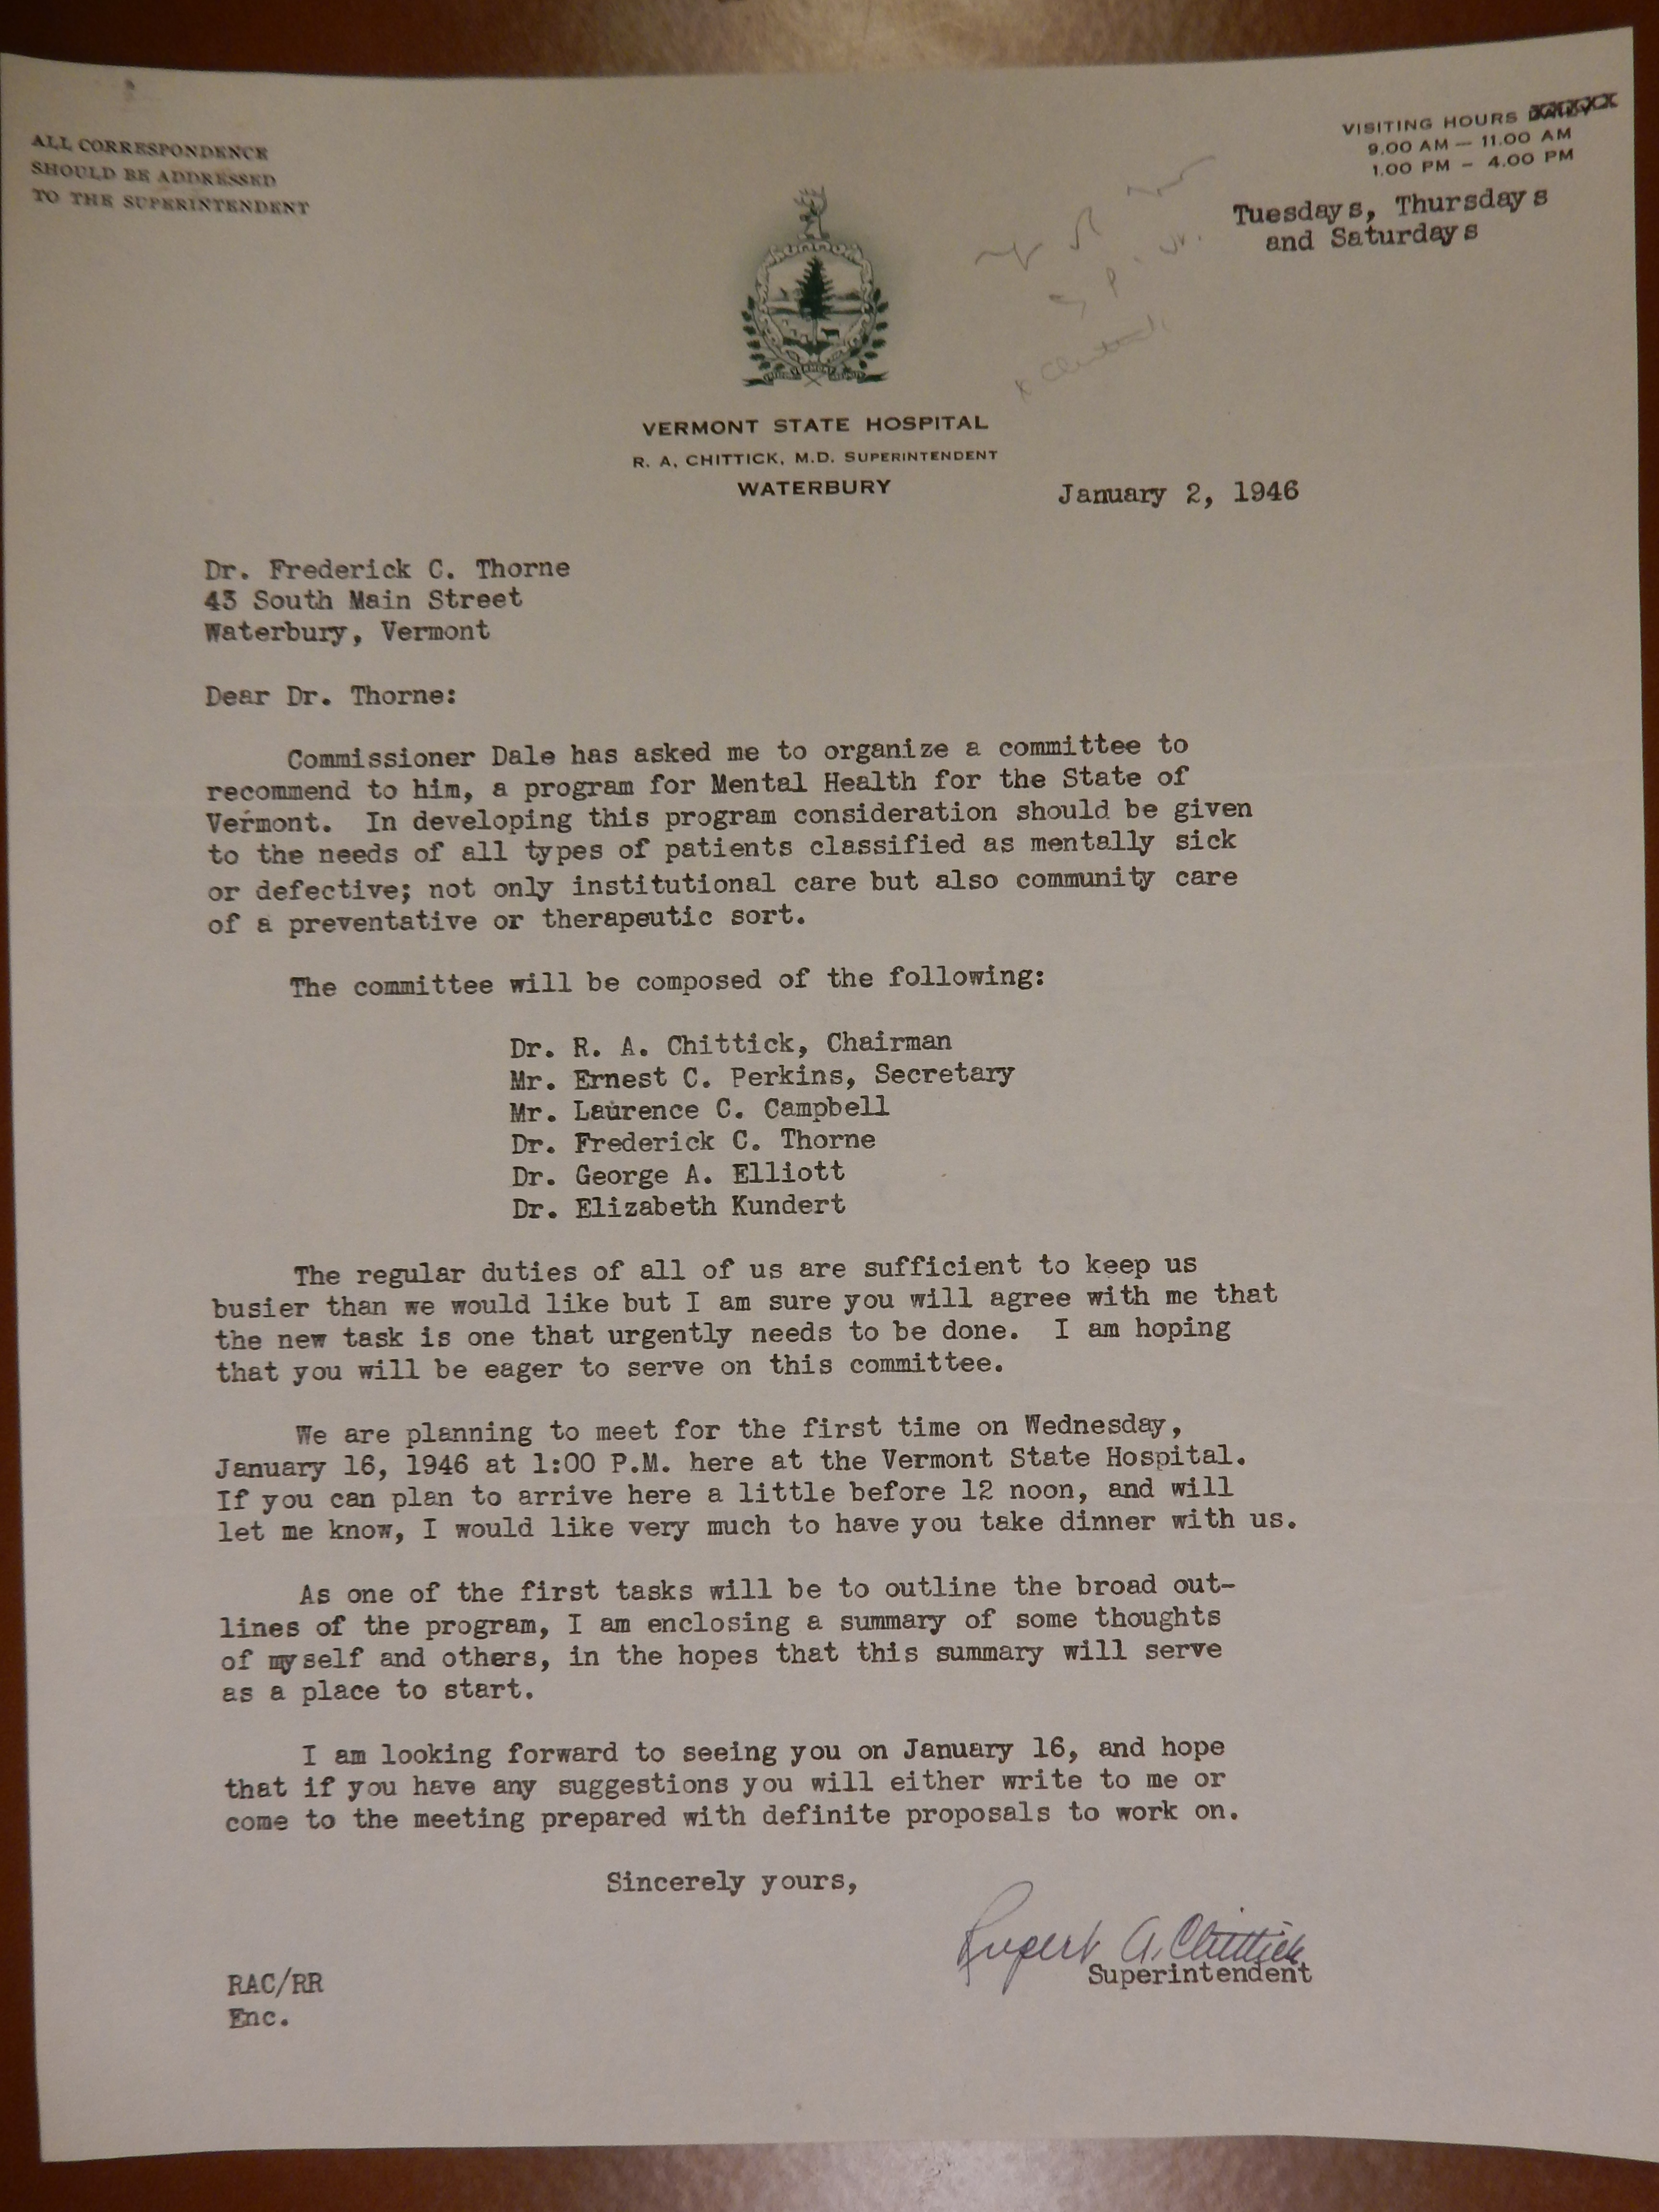 ALL CORRESPONDENCE
SHOULD BE ADDRESSED
TO THE SUPERINTENDENT
VISITING HOURS
9.00 AM — 11.00 AM
1.00 PM - 4.00 PM
Tuesdays, Thursdays
and Saturdays
VERMONT STATE HOSPITAL
R. A. CHITTICK, M.D. SUPERINTENDENT
WATERBURY
January 2, 1946
Dr. Frederick C. Thorne
43 South Main Street
Waterbury, Vermont
Dear Dr. Thorne:
Commissioner Dale has asked me to organize a committee to
recommend to him, a program for Mental Health for the State of
Vermont. In developing this program consideration should be given
to the needs of all types of patients classified as mentally sick
or defective; not only institutional care but also community care
of a preventative or therapeutic sort.
The committee will be composed of the following:
Dr. R. A. Chittick, Chairman
Mr. Ernest C. Perkins, Secretary
Mr. Laurence C. Campbell
Dr. Frederick C. Thorne
Dr. George A. Elliott
Dr. Elizabeth Kundert
The regular duties of all of us are sufficient to keep us
busier than we would like but I am sure you will agree with me that
the new task is one that urgently needs to be done. I am hoping
that you will be eager to serve on this committee.
We are planning to meet for the first time on Wednesday,
January 16, 1946 at 1:00 P.M. here at the Vermont State Hospital.
If you can plan to arrive here a little before 12 noon, and will
let me know, I would like very much to have you take dinner with us.
As one of the first tasks will be to outline the broad out-
lines of the program, I am enclosing a summary of some thoughts
of myself and others, in the hopes that this summary will serve
as a place to start.
I am looking forward to seeing you on January 16, and hope
that if you have any suggestions you will either write to me or
come to the meeting prepared with definite proposals to work on.
Sincerely yours,
Rupert A. Chittick
Superintendent
RAC/RR
Enc.